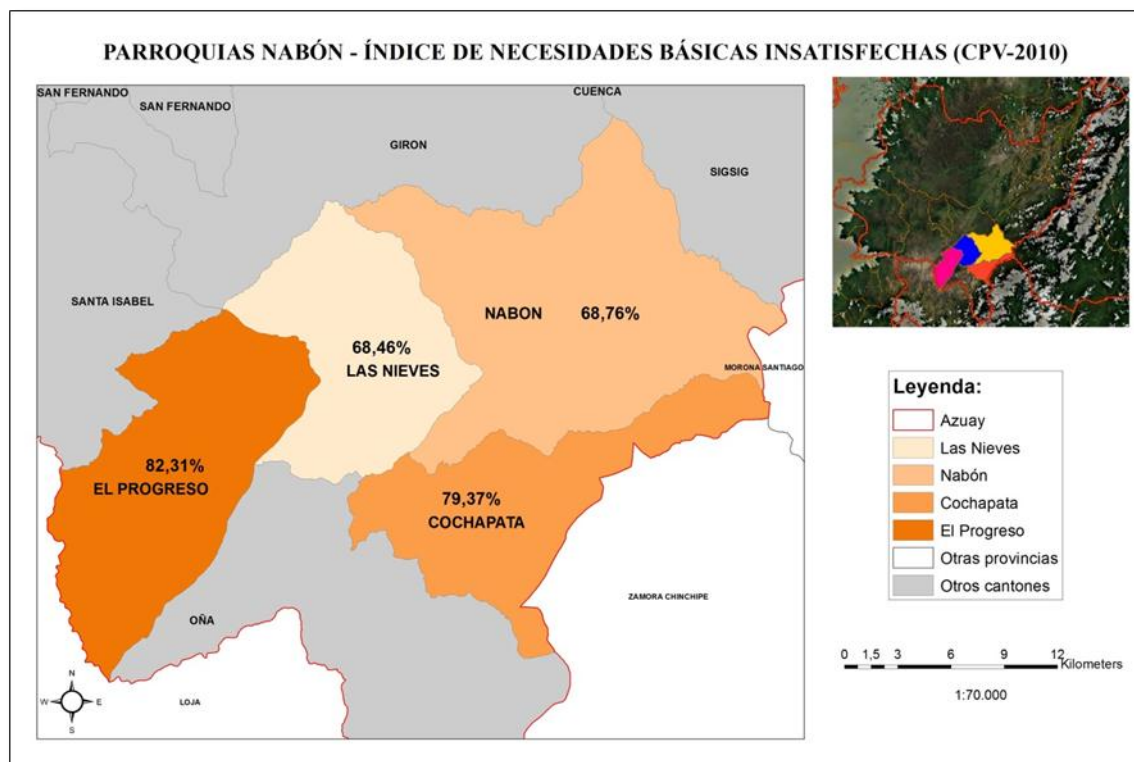 PARROQUIAS NABÓN - ÍNDICE DE NECESIDADES BÁSICAS INSATISFECHAS (CPV-2010)
SAN FERNANDO
SAN FERNANDO
CUENCA
GIRON
SIGSIG
SANTA ISABEL
NABON 68,76%
68,46%
LAS NIEVES
MORONA SANTIAGO
82,31%
EL PROGRESO
79,37%
COCHAPATA
ZAMORA CHINCHIPE
OÑA
LOJA
N
W E
S
Leyenda:
Azuay
Las Nieves
Nabón
Cochapata
El Progreso
Otras provincias
Otros cantones
0 1,5 3 6 9 12
Kilometers
1:70.000